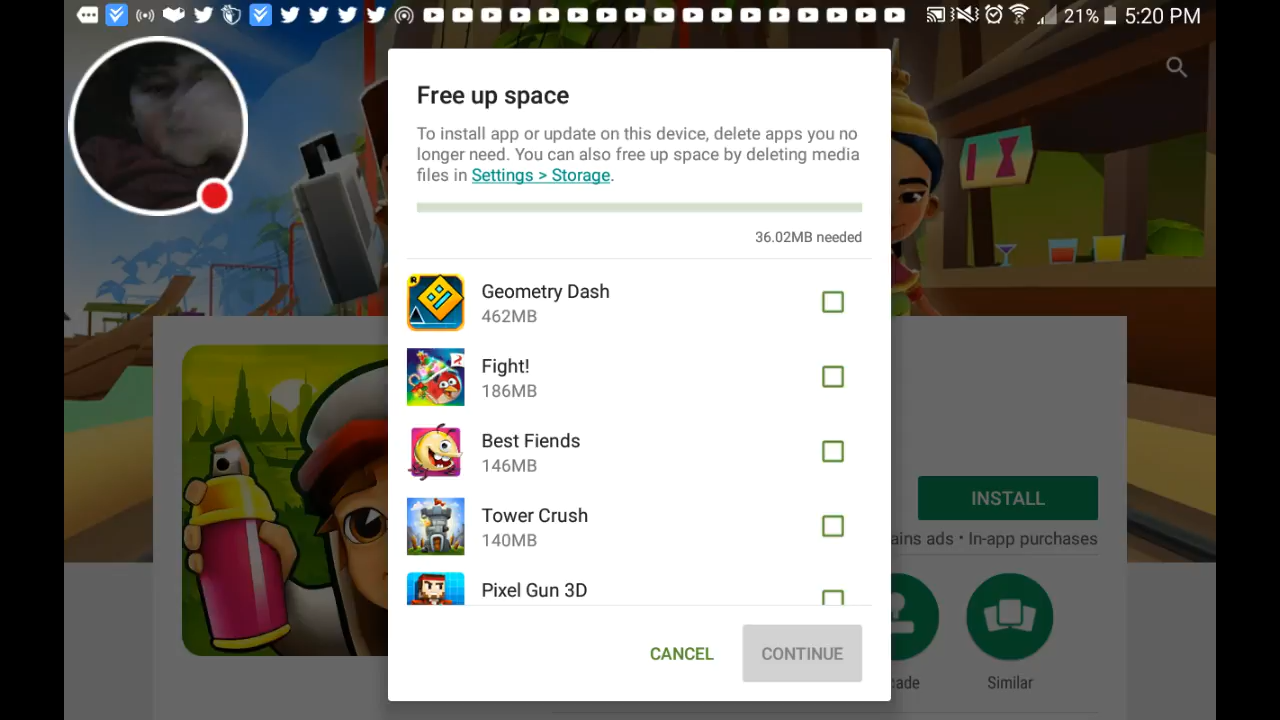 21% 5:20 PM
Free up space
To install app or update on this device, delete apps you no
longer need. You can also free up space by deleting media
files in Settings > Storage.
36.02MB needed
Geometry Dash
462MB
Fight!
186MB
Best Fiends
146MB
Tower Crush
140MB
Pixel Gun 3D
CANCEL
CONTINUE
INSTALL
ains ads • In-app purchases
ade
Similar